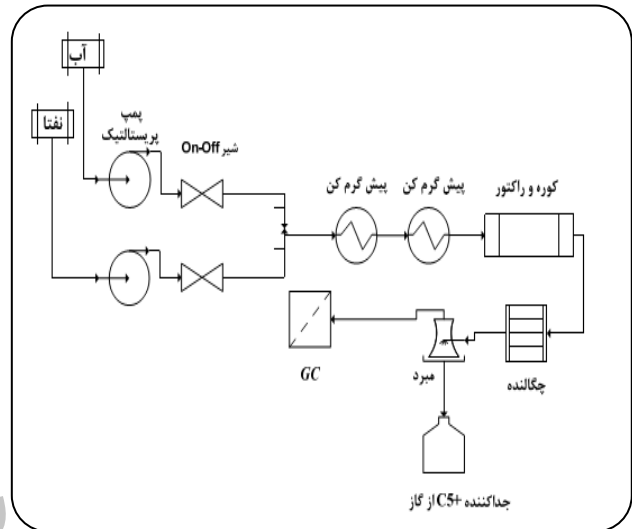 آب
نفتا
پمپ
پریستالتیک
شیر On-Off
پیش گرم کن
پیش گرم کن
کوره و راکتور
GC
مبرد
چگالنده
جداکننده C5+ از گاز